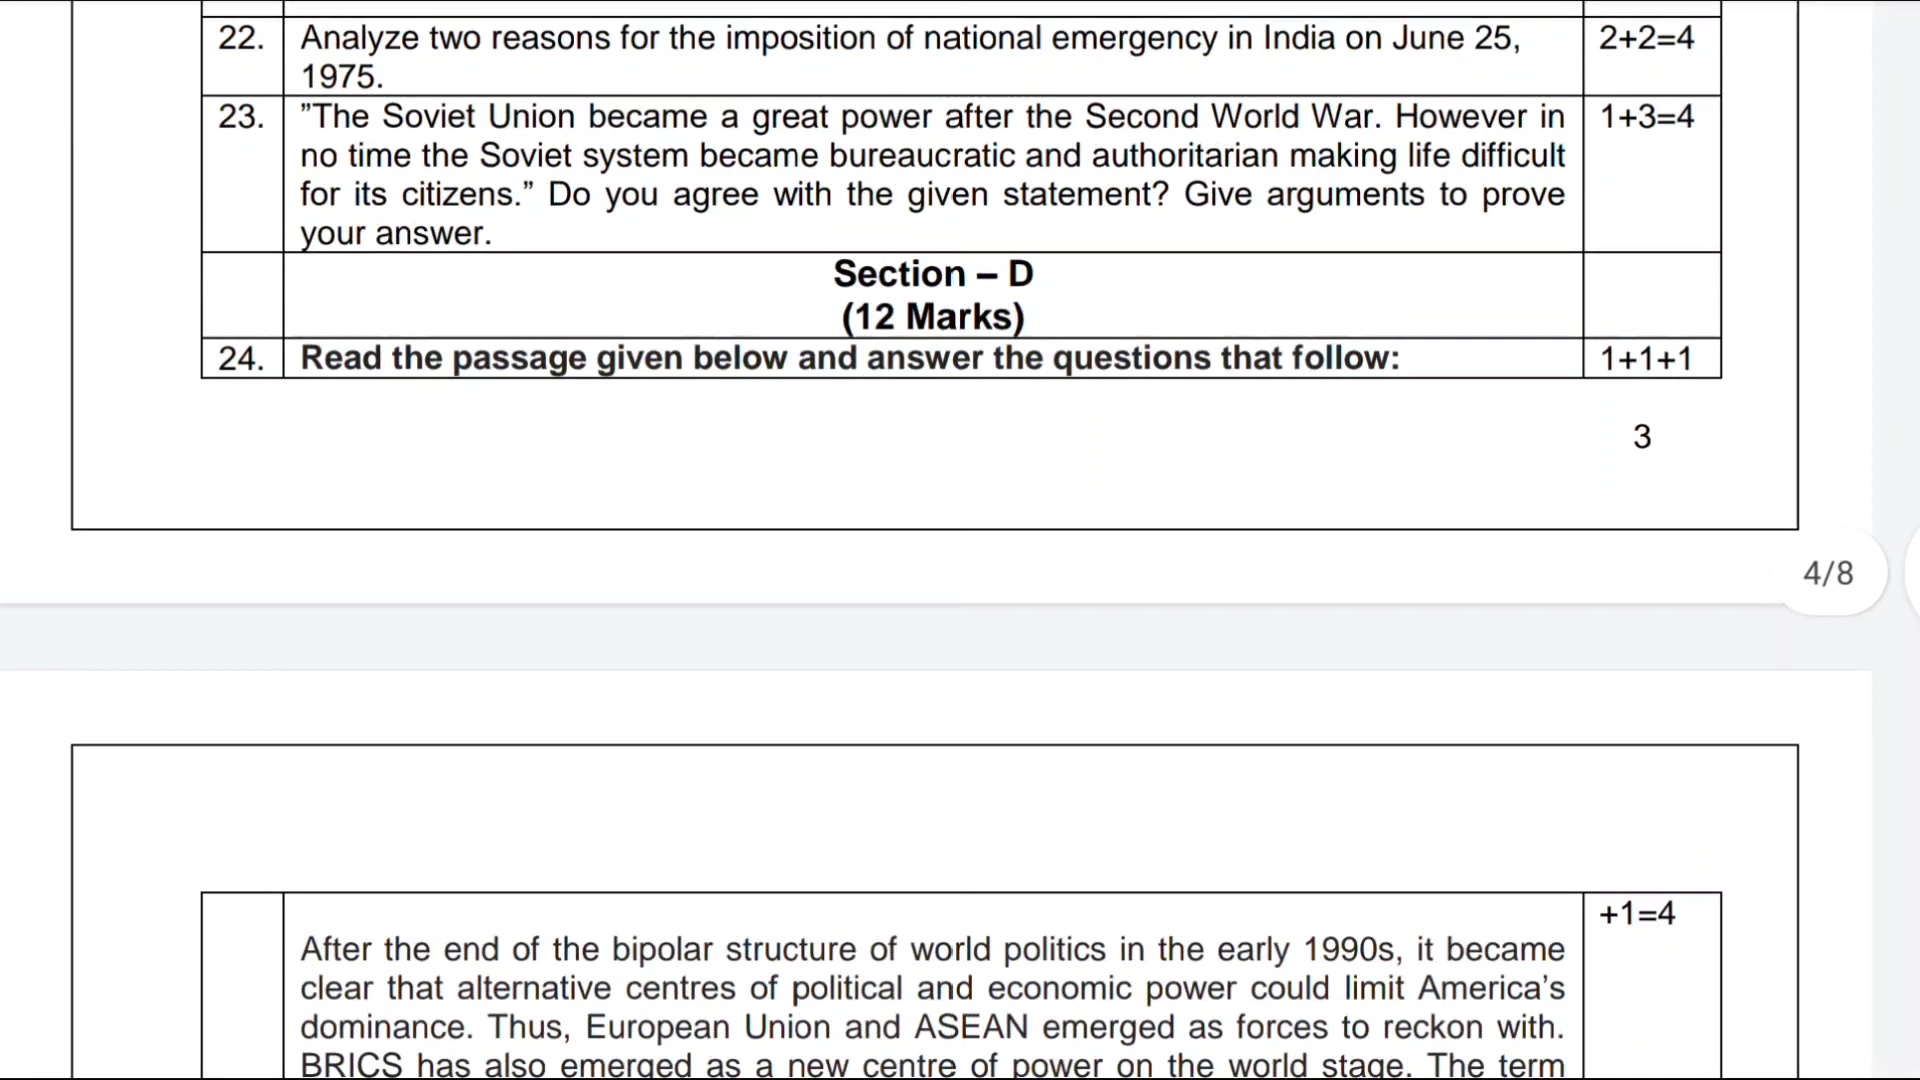 22. Analyze two reasons for the imposition of national emergency in India on June 25, 2+2=4
1975.
23. ”The Soviet Union became a great power after the Second World War. However in 1+3=4
no time the Soviet system became bureaucratic and authoritarian making life difficult
for its citizens.” Do you agree with the given statement? Give arguments to prove
your answer.
Section – D
(12 Marks)
24. Read the passage given below and answer the questions that follow: 1+1+1
3
4/8
+1=4
After the end of the bipolar structure of world politics in the early 1990s, it became
clear that alternative centres of political and economic power could limit America’s
dominance. Thus, European Union and ASEAN emerged as forces to reckon with.
BRICS has also emerged as a new centre of power on the world stage. The term